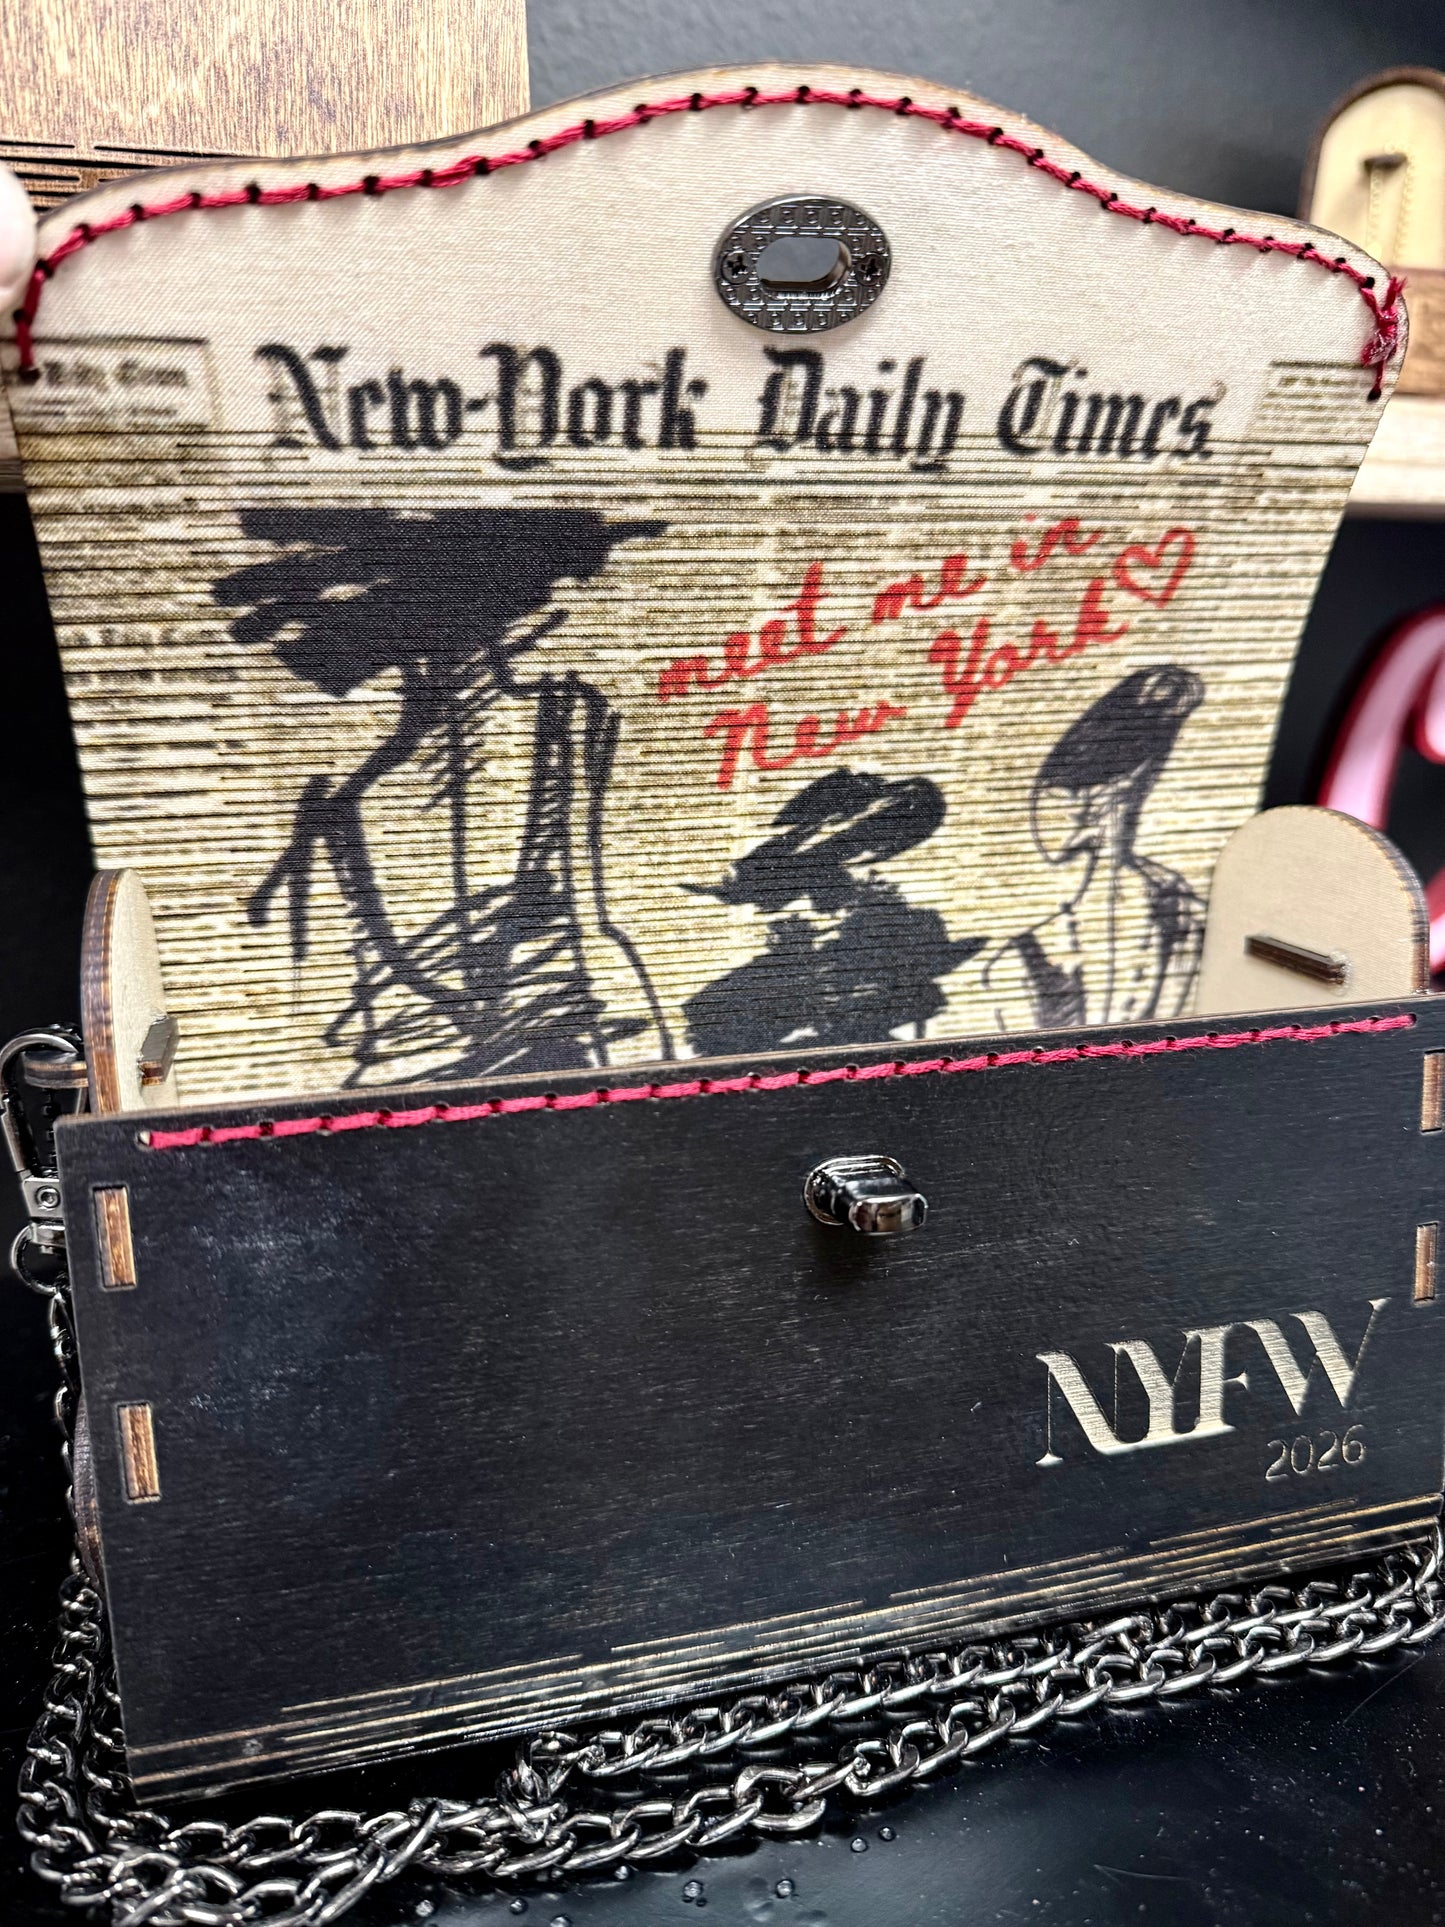 New-York Daily Times
meet me in
New York
NYFW
2026